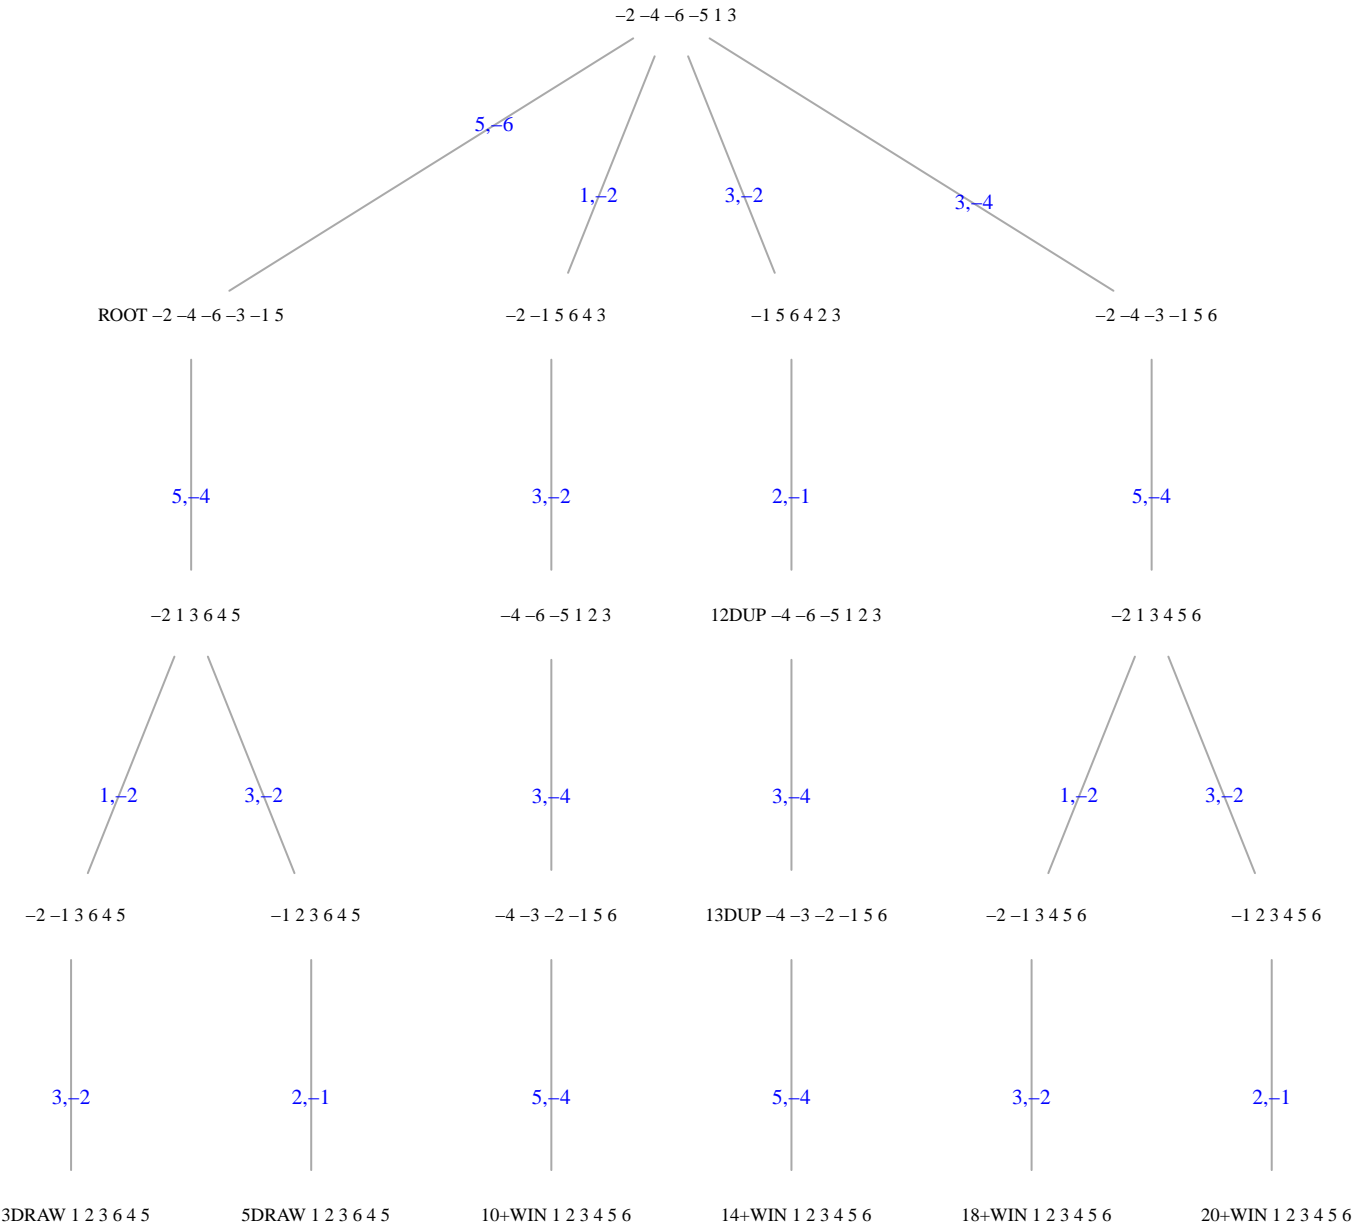 –2 –4 –6 –5 1 3
5,–6
1,–2
3,–2
3,–4
ROOT –2 –4 –6 –3 –1 5
–2 –1 5 6 4 3
–1 5 6 4 2 3
–2 –4 –3 –1 5 6
5,–4
3,–2
2,–1
5,–4
–2 1 3 6 4 5
–4 –6 –5 1 2 3
12DUP –4 –6 –5 1 2 3
–2 1 3 4 5 6
1,–2
3,–2
3,–4
3,–4
1,–2
3,–2
–2 –1 3 6 4 5
–1 2 3 6 4 5
–4 –3 –2 –1 5 6
13DUP –4 –3 –2 –1 5 6
–2 –1 3 4 5 6
–1 2 3 4 5 6
3,–2
2,–1
5,–4
5,–4
3,–2
2,–1
3DRAW 1 2 3 6 4 5
5DRAW 1 2 3 6 4 5
10+WIN 1 2 3 4 5 6
14+WIN 1 2 3 4 5 6
18+WIN 1 2 3 4 5 6
20+WIN 1 2 3 4 5 6